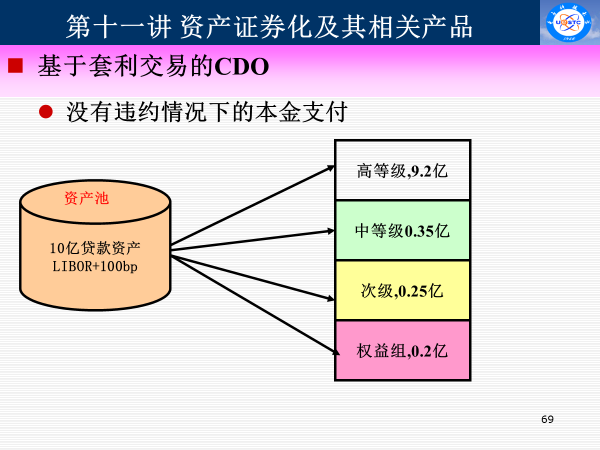 第十一讲 资产证券化及其相关产品
基于套利交易的CDO
没有违约情况下的本金支付
资产池
10亿贷款资产
LIBOR+100bp
高等级,9.2亿
中等级0.35亿
次级,0.25亿
权益组,0.2亿
69